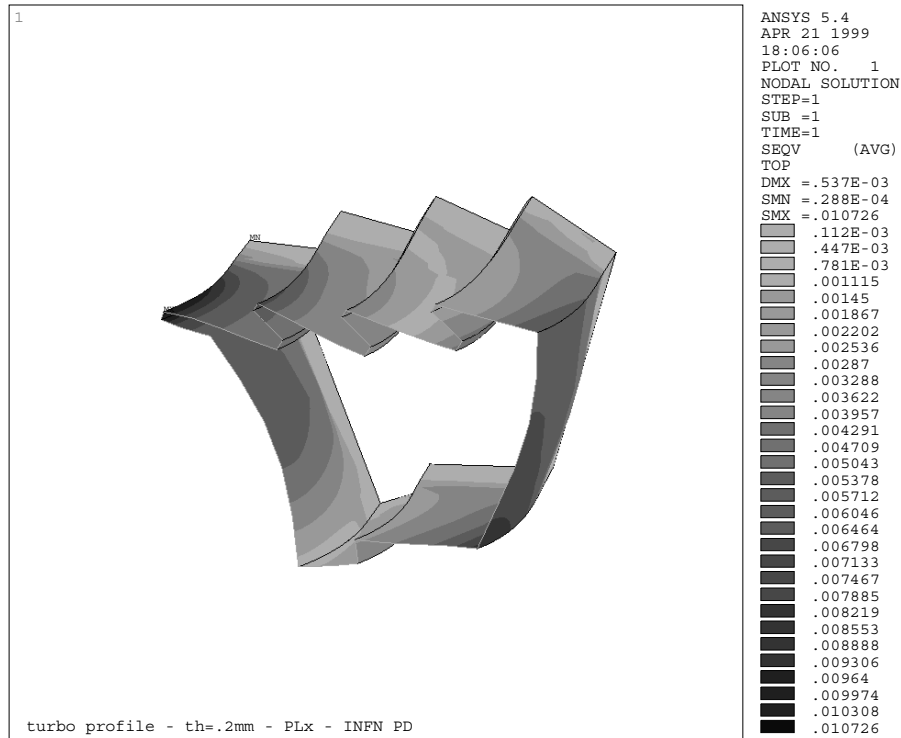 1
ANSYS 5.4
APR 21 1999
18:06:06
PLOT NO. 1
NODAL SOLUTION
STEP=1
SUB =1
TIME=1
SEQV (AVG)
TOP
DMX =.537E-03
SMN =.288E-04
SMX =.010726
.112E-03
.447E-03
.781E-03
.001115
.00145
.001867
.002202
.002536
.00287
.003288
.003622
.003957
.004291
.004709
.005043
.005378
.005712
.006046
.006464
.006798
.007133
.007467
.007885
.008219
.008553
.008888
.009306
.00964
.009974
.010308
.010726
MN
turbo profile - th=.2mm - PLx - INFN PD